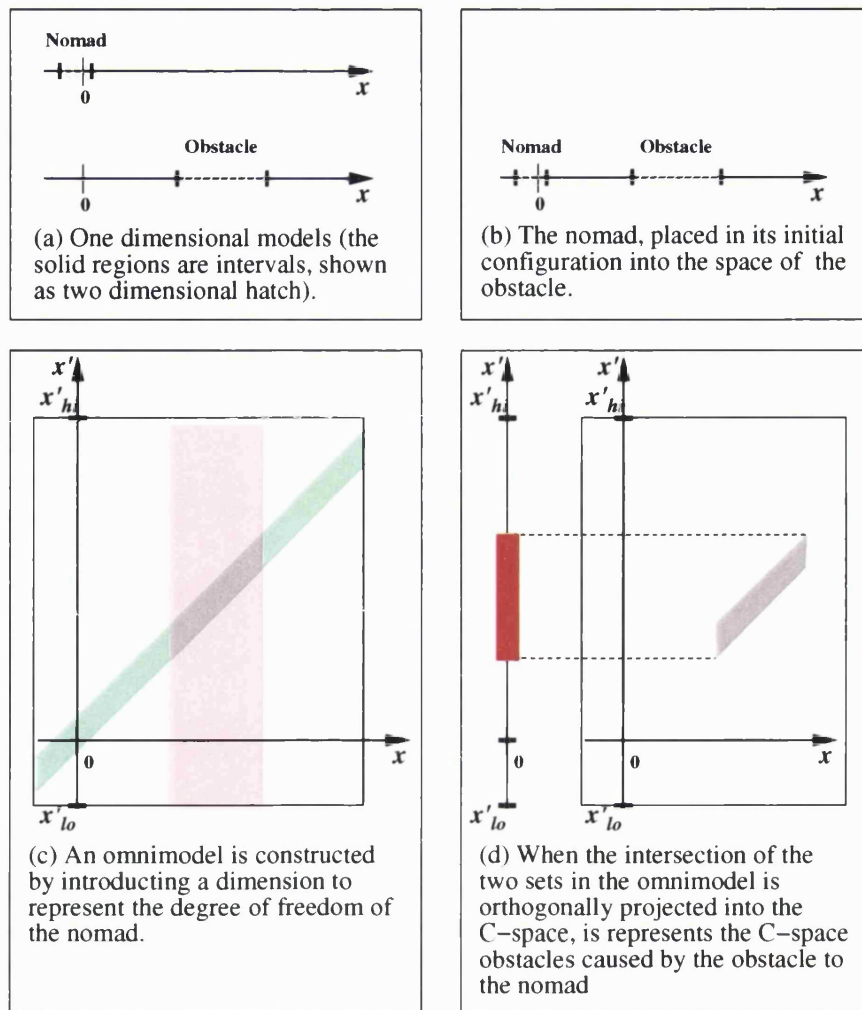 Nomad
0
x
Obstacle
0
x
(a) One dimensional models (the
solid regions are intervals, shown
as two dimensional hatch).
Nomad
Obstacle
0
x
(b) The nomad, placed in its initial
configuration into the space of the
obstacle.
x'
x'hi
0
x
x'lo
(c) An omnimodel is constructed
by introducting a dimension to
represent the degree of freedom of
the nomad.
x'
x'
x'hi
x'hi
0
0
x
x'lo
x'lo
(d) When the intersection of the
two sets in the omnimodel is
orthogonally projected into the
C-space, is represents the C-space
obstacles caused by the obstacle to
the nomad